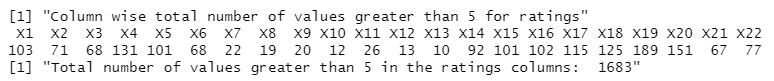 [1] "Column wise total number of values greater than 5 for ratings"
X1 X2 X3 X4 X5 X6 X7 X8 X9 X10 X11 X12 X13 X14 X15 X16 X17 X18 X19 X20 X21 X22
103 71 68 131 101 68 22 19 20 12 26 13 10 92 101 102 115 125 189 151 67 77
[1] "Total number of values greater than 5 in the ratings columns:  1683"